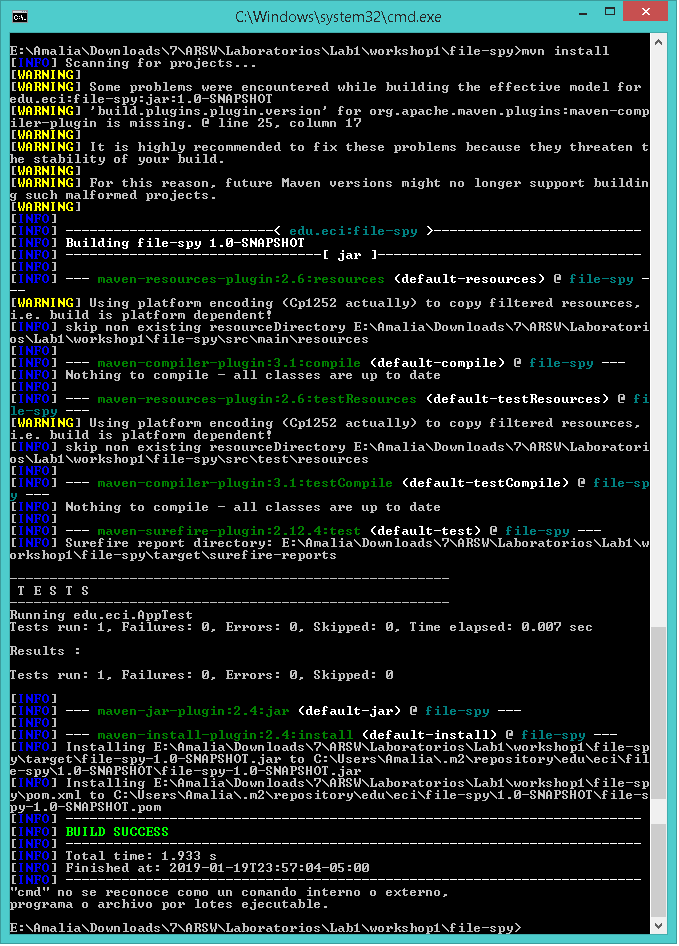 C:\Windows\system32\cmd.exe
E:\Amalia\Downloads\7\ARSW\Laboratorios\Lab1\workshop1\file-spy>mvn install
[INFO] Scanning for projects...
[WARNING]
[WARNING] Some problems were encountered while building the effective model for
edu.eci:file-spy:jar:1.0-SNAPSHOT
[WARNING] 'build.plugins.plugin.version' for org.apache.maven.plugins:maven-comp
iler-plugin is missing. @ line 25, column 17
[WARNING]
[WARNING] It is highly recommended to fix these problems because they threaten t
he stability of your build.
[WARNING]
[WARNING] For this reason, future Maven versions might no longer support buildin
g such malformed projects.
[WARNING]
[INFO]
[INFO] --------------------------< edu.eci:file-spy >--------------------------
[INFO] Building file-spy 1.0-SNAPSHOT
[INFO] --------------------------------[ jar ]---------------------------------
[INFO]
[INFO] --- maven-resources-plugin:2.6:resources (default-resources) @ file-spy -
--
[WARNING] Using platform encoding (Cp1252 actually) to copy filtered resources,
i.e. build is platform dependent!
[INFO] skip non existing resourceDirectory E:\Amalia\Downloads\7\ARSW\Laboratori
os\Lab1\workshop1\file-spy\src\main\resources
[INFO]
[INFO] --- maven-compiler-plugin:3.1:compile (default-compile) @ file-spy ---
[INFO] Nothing to compile - all classes are up to date
[INFO]
[INFO] --- maven-resources-plugin:2.6:testResources (default-testResources) @ fi
le-spy ---
[WARNING] Using platform encoding (Cp1252 actually) to copy filtered resources,
i.e. build is platform dependent!
[INFO] skip non existing resourceDirectory E:\Amalia\Downloads\7\ARSW\Laboratori
os\Lab1\workshop1\file-spy\src\test\resources
[INFO]
[INFO] --- maven-compiler-plugin:3.1:testCompile (default-testCompile) @ file-sp
y ---
[INFO] Nothing to compile - all classes are up to date
[INFO]
[INFO] --- maven-surefire-plugin:2.12.4:test (default-test) @ file-spy ---
[INFO] Surefire report directory: E:\Amalia\Downloads\7\ARSW\Laboratorios\Lab1\w
orkshop1\file-spy\target\surefire-reports
-------------------------------------------------------
T E S T S
-------------------------------------------------------
Running edu.eci.AppTest
Tests run: 1, Failures: 0, Errors: 0, Skipped: 0, Time elapsed: 0.007 sec
Results :
Tests run: 1, Failures: 0, Errors: 0, Skipped: 0
[INFO]
[INFO] --- maven-jar-plugin:2.4:jar (default-jar) @ file-spy ---
[INFO]
[INFO] --- maven-install-plugin:2.4:install (default-install) @ file-spy ---
[INFO] Installing E:\Amalia\Downloads\7\ARSW\Laboratorios\Lab1\workshop1\file-sp
y\target\file-spy-1.0-SNAPSHOT.jar to C:\Users\Amalia\.m2\repository\edu\eci\fil
e-spy\1.0-SNAPSHOT\file-spy-1.0-SNAPSHOT.jar
[INFO] Installing E:\Amalia\Downloads\7\ARSW\Laboratorios\Lab1\workshop1\file-sp
y\pom.xml to C:\Users\Amalia\.m2\repository\edu\eci\file-spy\1.0-SNAPSHOT\file-s
py-1.0-SNAPSHOT.pom
[INFO] ------------------------------------------------------------------------
[INFO] BUILD SUCCESS
[INFO] ------------------------------------------------------------------------
[INFO] Total time: 1.933 s
[INFO] Finished at: 2019-01-19T23:57:04-05:00
[INFO] ------------------------------------------------------------------------
"cmd" no se reconoce como un comando interno o externo,
programa o archivo por lotes ejecutable.
E:\Amalia\Downloads\7\ARSW\Laboratorios\Lab1\workshop1\file-spy>